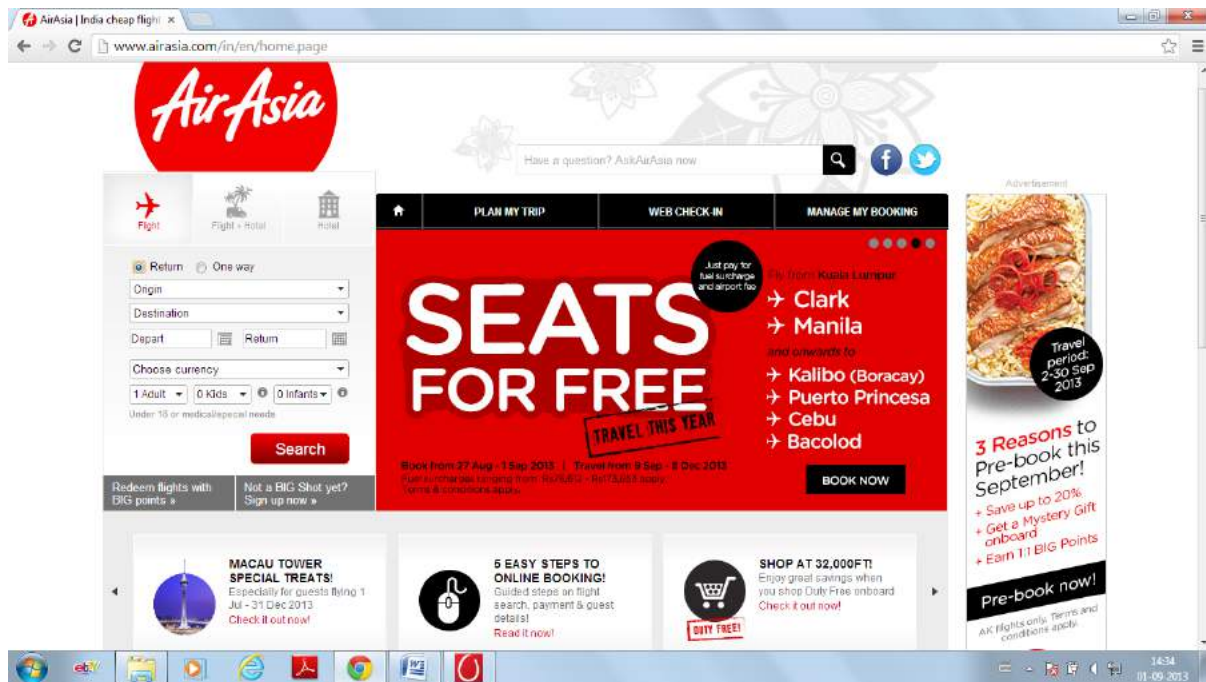 AirAsia | India cheap flight
www.airasia.com/in/en/home.page
AirAsia
Have a question? AskAirAsia now
Advertisement
Flight
Flight + Hotel
Hotel
PLAN MY TRIP
WEB CHECK-IN
MANAGE MY BOOKING
Return
One way
Origin
Destination
Depart
Return
Choose currency
1 Adult
0 Kids
0 Infants
Under 18 or medical/special needs
Search
Redeem flights with
BIG points »
Not a BIG Shot yet?
Sign up now »
SEATS
FOR FREE
TRAVEL THIS YEAR
Just pay for
fuel surcharge
and airport fee
Fly from Kuala Lumpur
Clark
Manila
and onwards to
Kalibo (Boracay)
Puerto Princesa
Cebu
Bacolod
Book from 27 Aug - 1 Sep 2013 | Travel from 9 Sep - 8 Dec 2013
Fuel surcharges ranging from
Terms & conditions apply.
BOOK NOW
Travel
period:
2-30 Sep
2013
3 Reasons to
Pre-book this
September!
+ Save up to 20%
+ Get a Mystery Gift
onboard
+ Earn 1:1 BIG Points
Pre-book now!
AK flights only. Terms and
conditions apply.
MACAU TOWER
SPECIAL TREATS!
Especially for guests flying 1
Jul - 31 Dec 2013
Check it out now!
5 EASY STEPS TO
ONLINE BOOKING!
Guided steps on flight
search, payment & guest
details!
Read it now!
DUTY FREE!
SHOP AT 32,000FT!
Enjoy great savings when
you shop Duty Free onboard
Check it out now!
ebY
14:34
01-09-2013